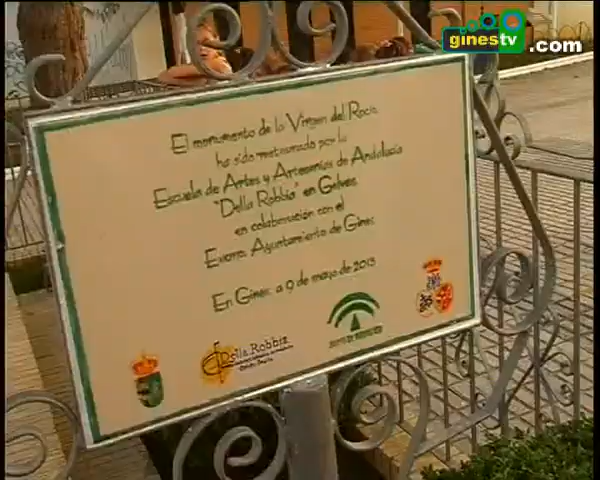 ginestv.com
El monumento de la Virgen del Rocío
ha sido restaurado por la
Escuela de Artes y Artesanías de Andalucía
"Della Robbia" en Gelves
en colaboración con el
Excmo. Ayuntamiento de Gines
En Gines a 9 de mayo de 2013
Della Robbia